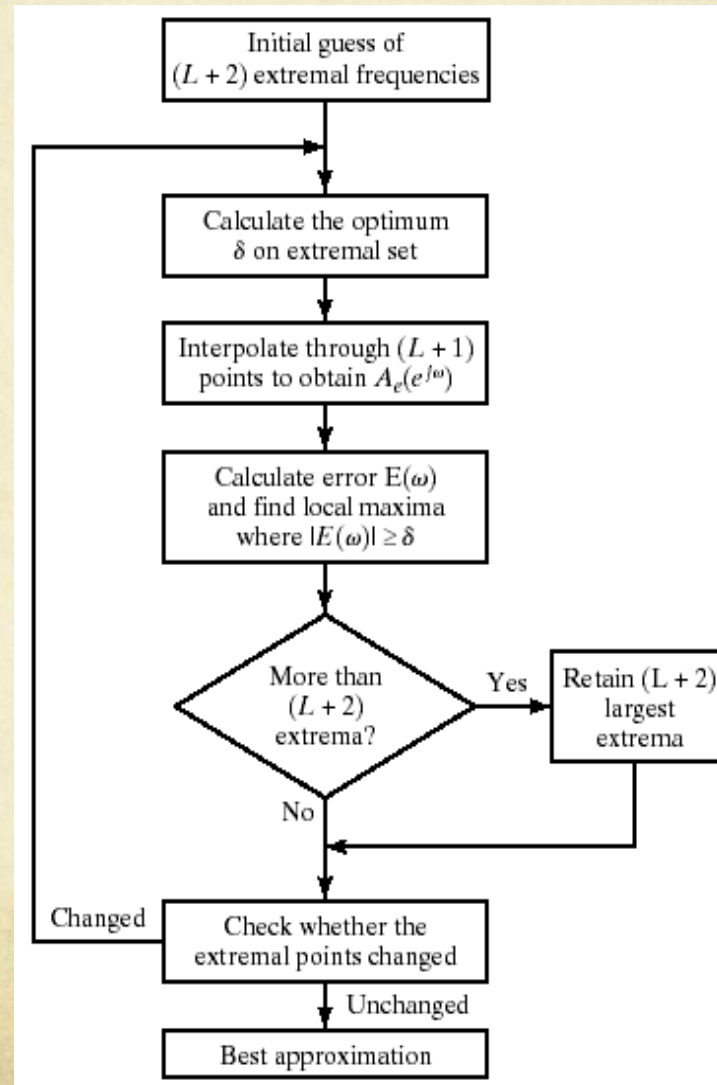 Initial guess of
(L + 2) extremal frequencies
Calculate the optimum
δ on extremal set
Interpolate through (L + 1)
points to obtain Aₑ(e^{jω})
Calculate error E(ω)
and find local maxima
where |E(ω)| ≥ δ
More than
(L + 2)
extrema?
Yes
Retain (L + 2)
largest
extrema
No
Changed
Check whether the
extremal points changed
Unchanged
Best approximation